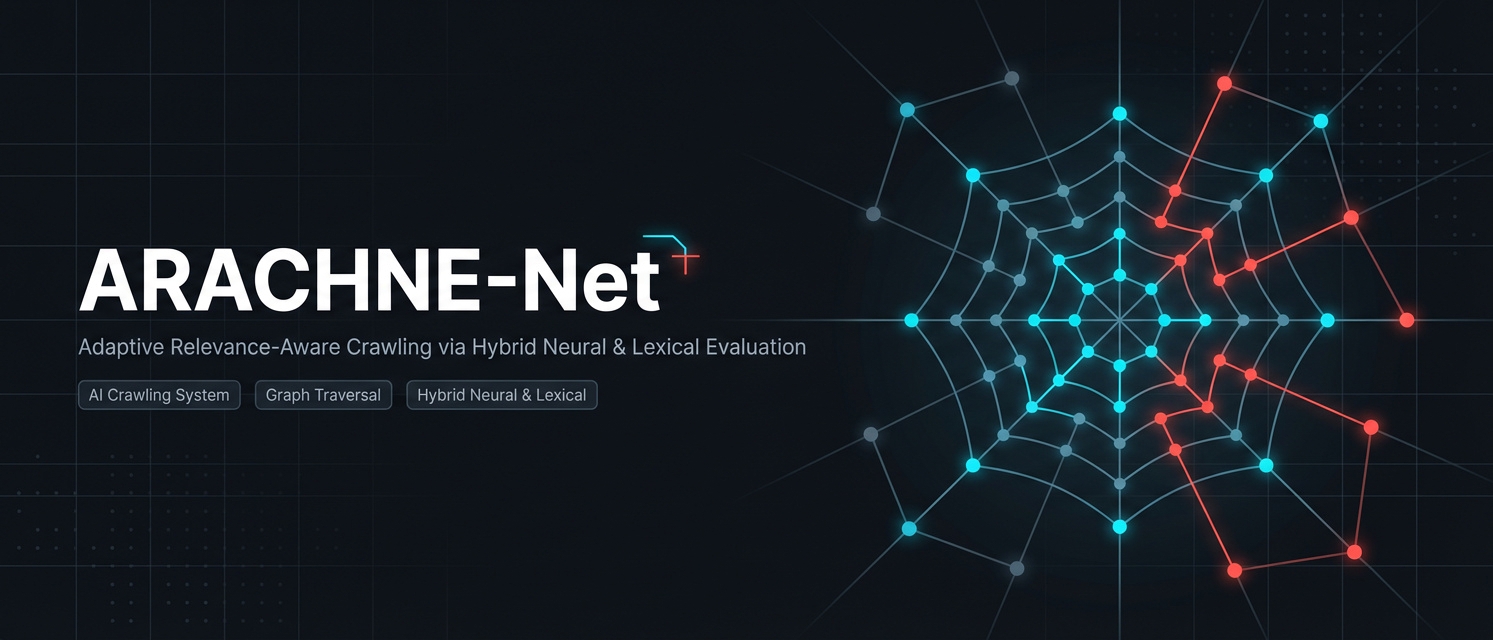 ARACHNE-Net
Adaptive Relevance-Aware Crawling via Hybrid Neural & Lexical Evaluation
AI Crawling System
Graph Traversal
Hybrid Neural & Lexical